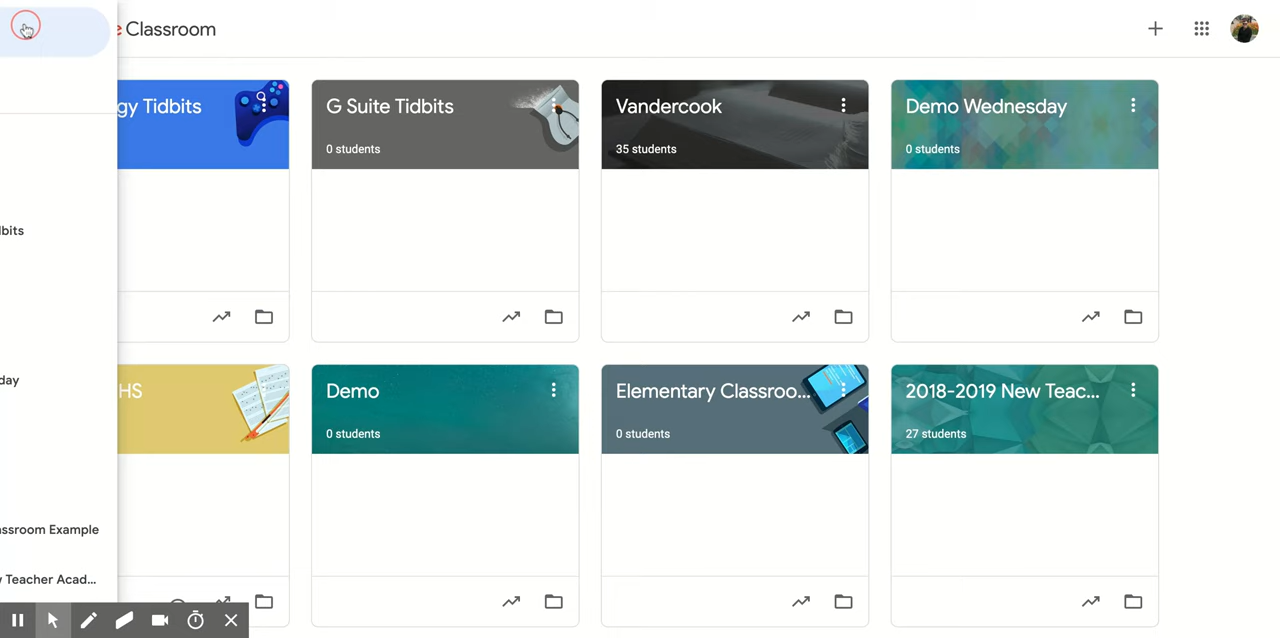 Classroom
gy Tidbits
G Suite Tidbits
0 students
Vandercook
35 students
Demo Wednesday
0 students
lbits
day
HS
Demo
0 students
Elementary Classroo...
0 students
2018-2019 New Teac...
27 students
assroom Example
Teacher Acad...